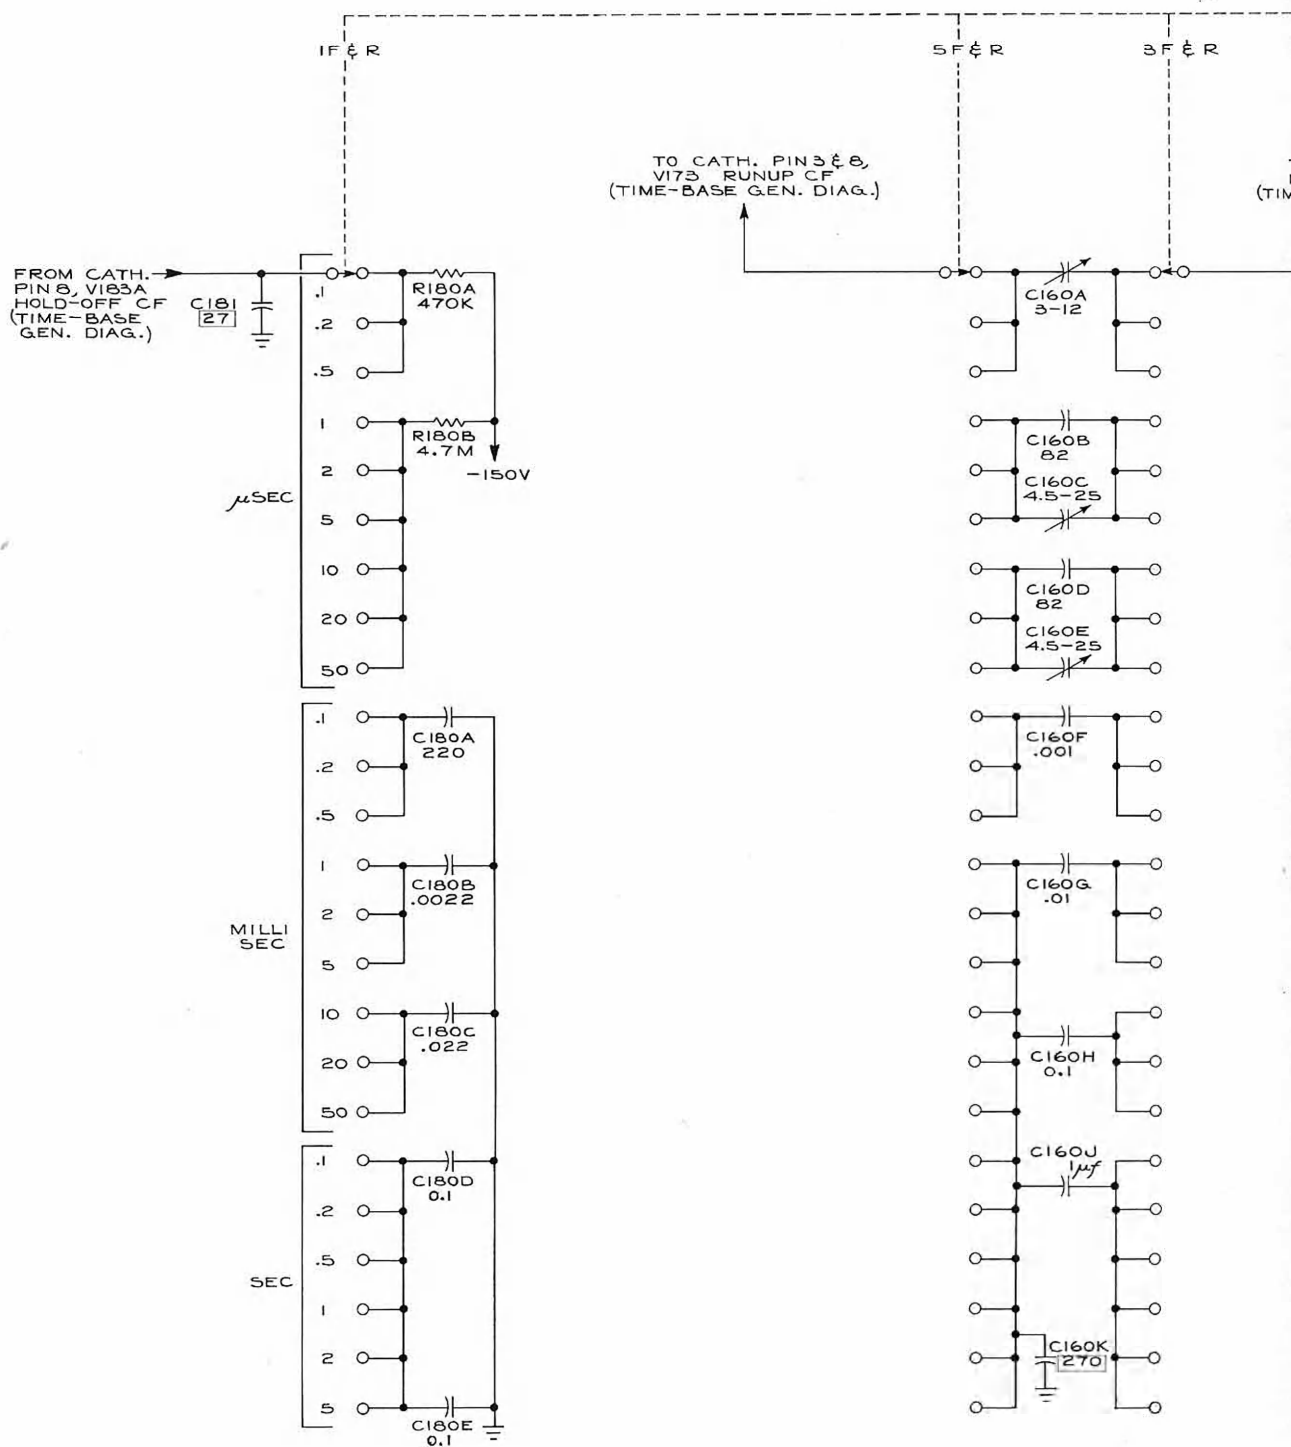 1F & R
5F & R
3F & R
TO CATH. PIN 3 & 8,
V173 RUNUP CF
(TIME-BASE GEN. DIAG.)
(TIM
FROM CATH.
PIN 8, V183A
HOLD-OFF CF
(TIME-BASE
GEN. DIAG.)
C181
27
µSEC
.1
.2
.5
1
2
5
10
20
50
R180A
470K
R180B
4.7M
-150V
MILLI
SEC
.1
.2
.5
1
2
5
10
20
50
C180A
220
C180B
.0022
C180C
.022
SEC
.1
.2
.5
1
2
5
C180D
0.1
C180E
0.1
C160A
3-12
C160B
82
C160C
4.5-25
C160D
82
C160E
4.5-25
C160F
.001
C160G
.01
C160H
0.1
C160J
1µf
C160K
270